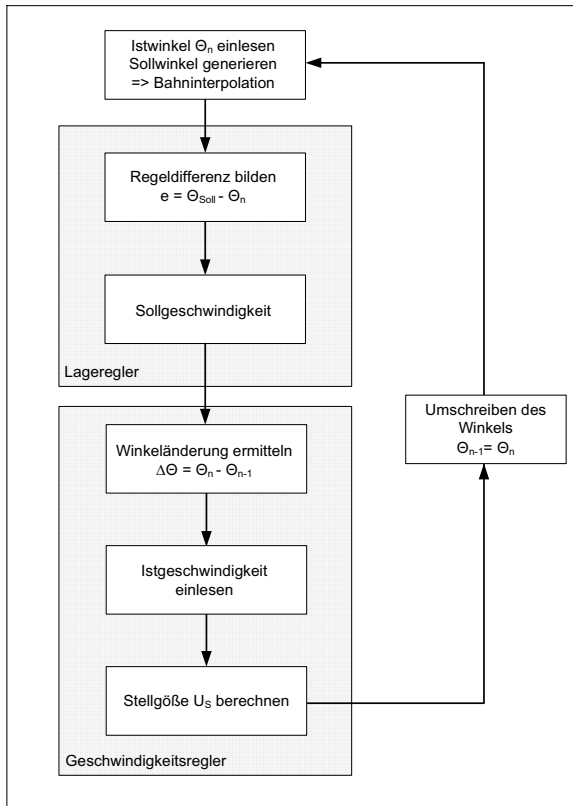 Istwinkel Θn einlesen
Sollwinkel generieren
=> Bahninterpolation
Regeldifferenz bilden
e = ΘSoll - Θn
Sollgeschwindigkeit
Lageregler
Winkeländerung ermitteln
ΔΘ = Θn - Θn-1
Istgeschwindigkeit
einlesen
Stellgöße US berechnen
Geschwindigkeitsregler
Umschreiben des
Winkels
Θn-1= Θn